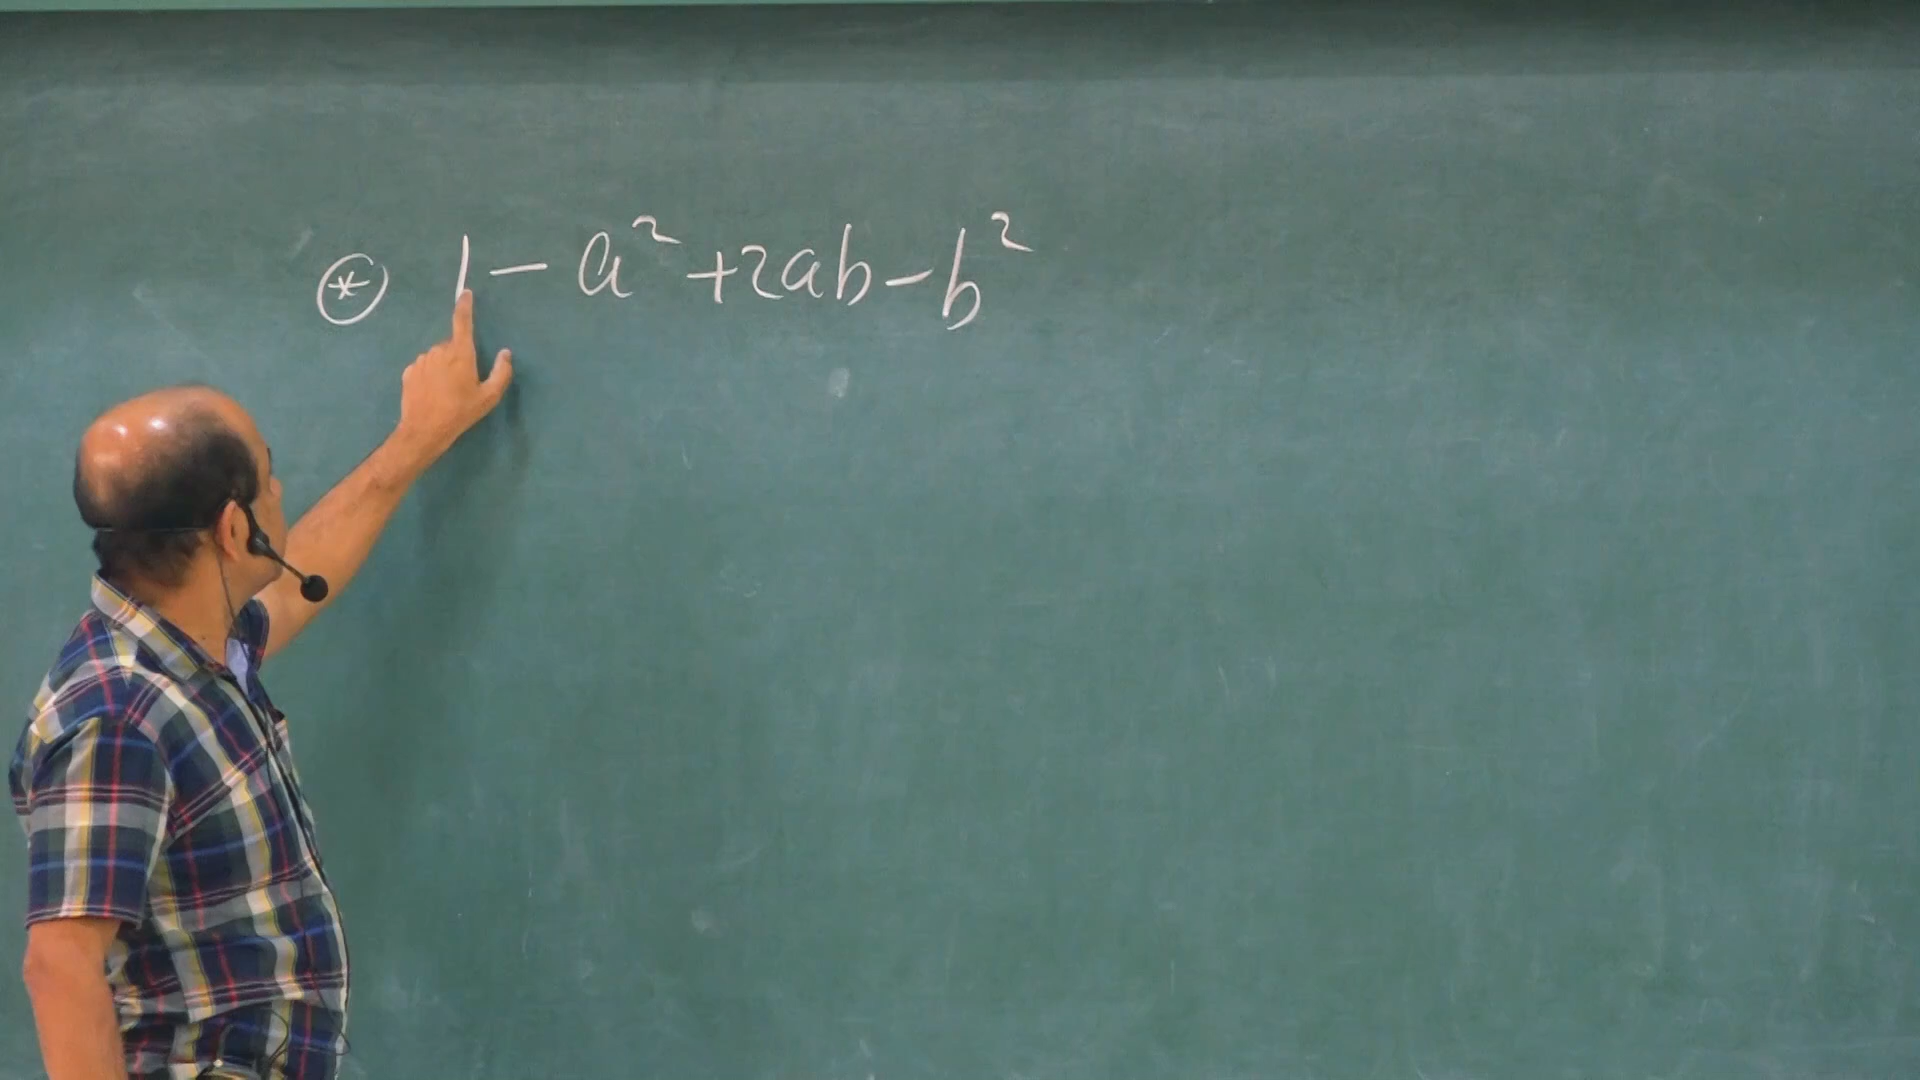 ⊛ 1 - a² + 2ab - b²